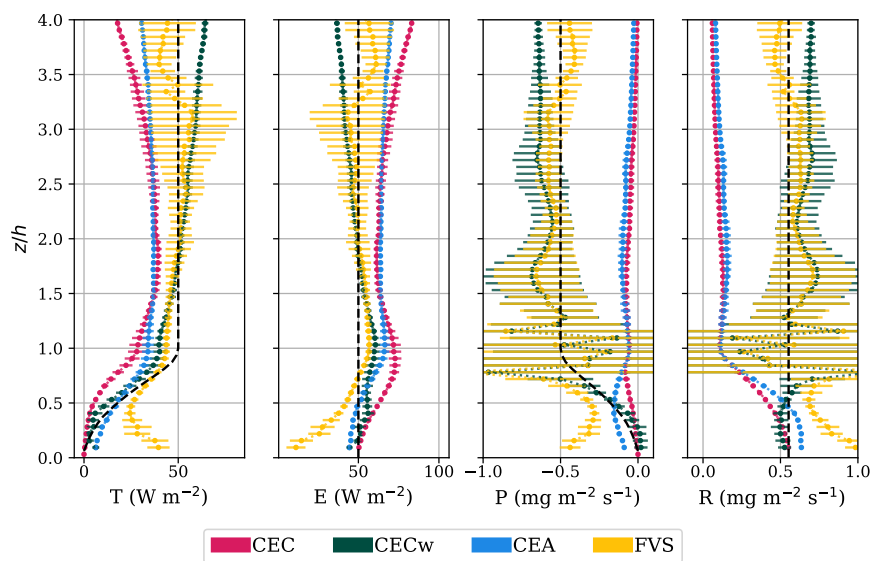 4.0
3.5
3.0
2.5
2.0
1.5
1.0
0.5
0.0
z/h
0 50
0 50 100
−1.0 −0.5 0.0
0.0 0.5 1.0
T (W m⁻²)
E (W m⁻²)
P (mg m⁻² s⁻¹)
R (mg m⁻² s⁻¹)
CEC CECw CEA FVS